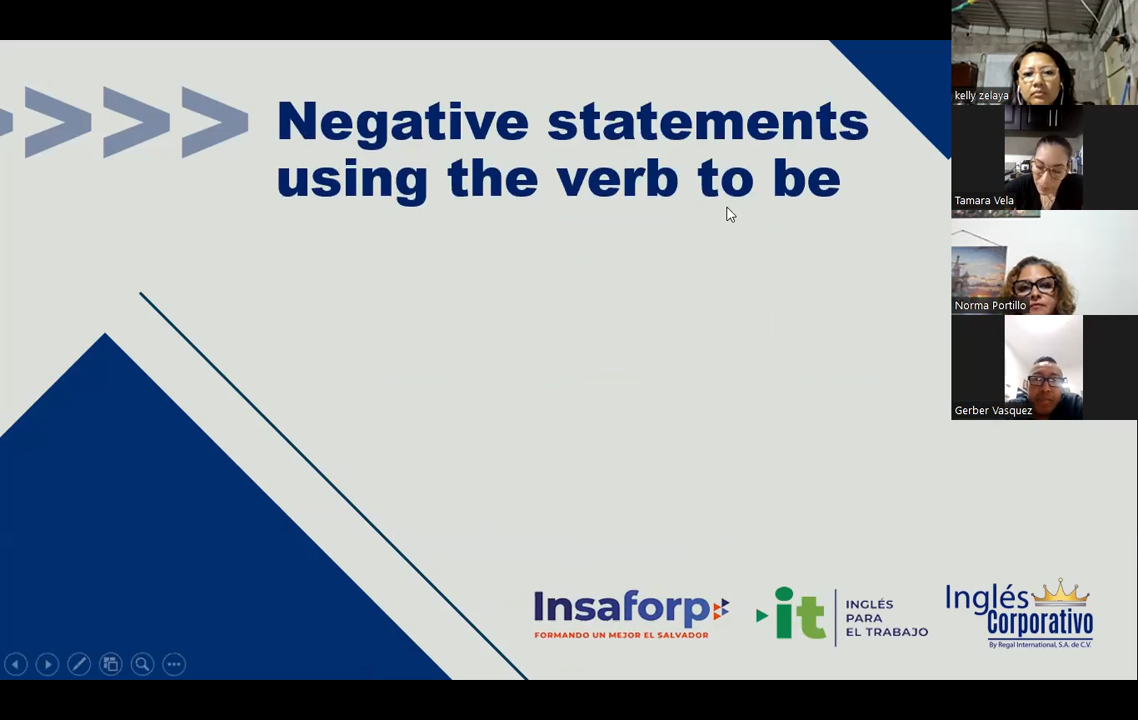 Negative statements
using the verb to be
kelly zelaya
Tamara Vela
Norma Portillo
Gerber Vasquez
Insaforp
FORMANDO UN MEJOR EL SALVADOR
it
INGLÉS
PARA
EL TRABAJO
Inglés
Corporativo
By Regal International, S.A. de C.V.